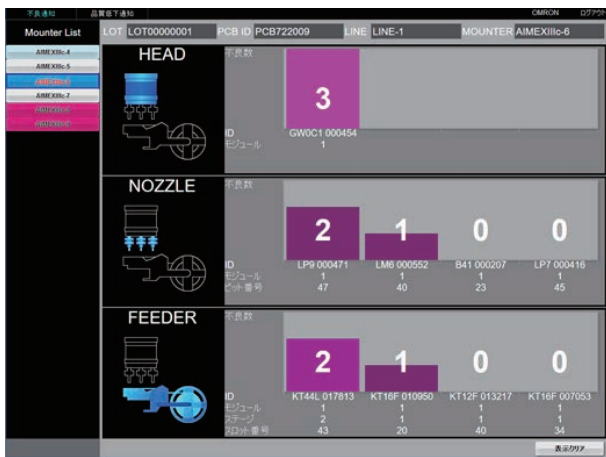 不良通知 品質低下通知 OMRON ログアウト
Mounter List LOT LOT00000001 PCB ID PCB722009 LINE LINE-1 MOUNTER AIMEXIIIc-6
AIMEXIIIc-4
AIMEXIIIc-5
AIMEXIIIc-7
HEAD
不良数
3
ID GW0C1 000454
モジュール 1
NOZZLE
不良数
2 1 0 0
ID LP9 000471 LM6 000552 B41 000207 LP7 000416
モジュール 1 1 1 1
ピット番号 47 40 23 45
FEEDER
不良数
2 1 0 0
ID KT44L 017813 KT16F 010950 KT12F 013217 KT16F 007053
モジュール 1 1 1 1
ステージ 2 1 1 1
スロット番号 43 20 40 34
表示クリア